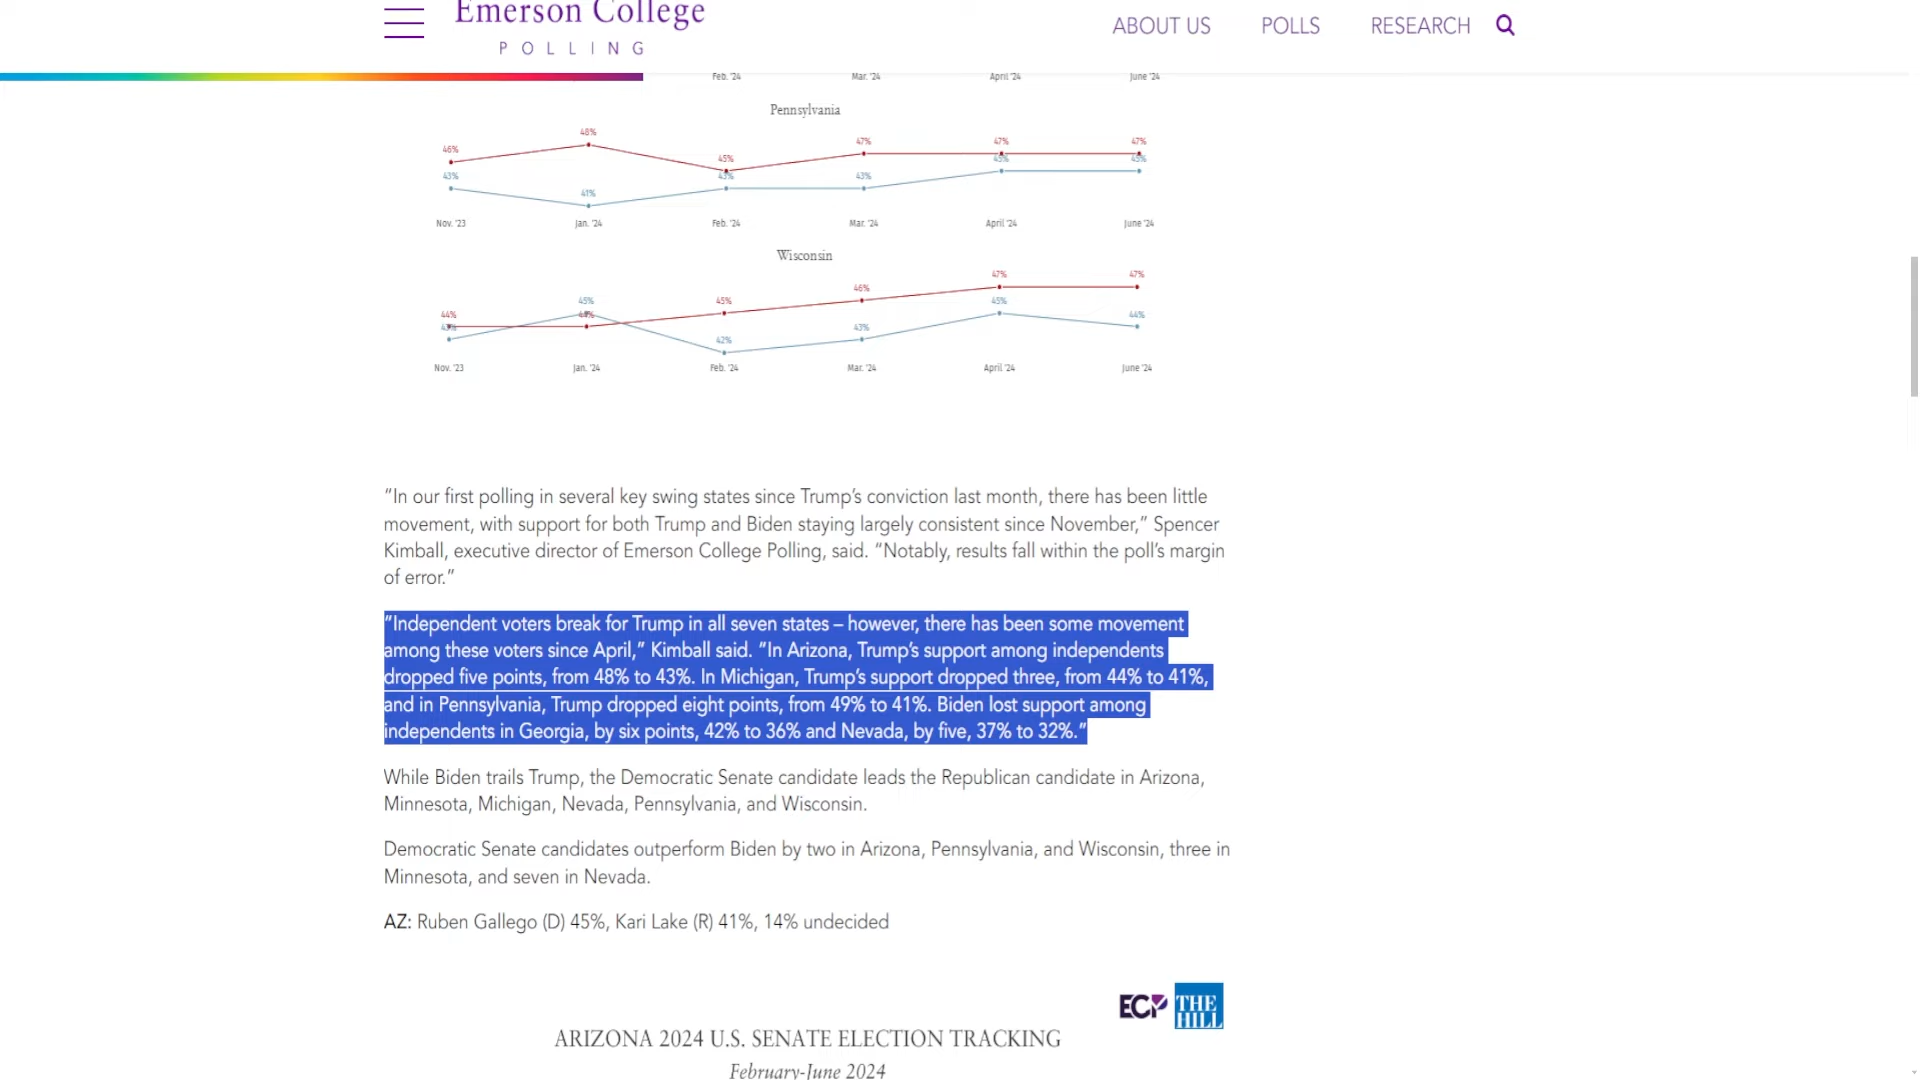 Emerson College
POLLING
ABOUT US POLLS RESEARCH
Feb. '24 Mar. '24 April '24 June '24
Pennsylvania
46% 48% 45% 47% 47% 47%
43% 41% 43% 43% 45% 45%
Nov. '23 Jan. '24 Feb. '24 Mar. '24 April '24 June '24
Wisconsin
44% 44% 45% 46% 47% 47%
43% 45% 42% 43% 45% 44%
Nov. '23 Jan. '24 Feb. '24 Mar. '24 April '24 June '24
“In our first polling in several key swing states since Trump’s conviction last month, there has been little
movement, with support for both Trump and Biden staying largely consistent since November,” Spencer
Kimball, executive director of Emerson College Polling, said. “Notably, results fall within the poll’s margin
of error.”
“Independent voters break for Trump in all seven states – however, there has been some movement
among these voters since April,” Kimball said. “In Arizona, Trump’s support among independents
dropped five points, from 48% to 43%. In Michigan, Trump’s support dropped three, from 44% to 41%,
and in Pennsylvania, Trump dropped eight points, from 49% to 41%. Biden lost support among
independents in Georgia, by six points, 42% to 36% and Nevada, by five, 37% to 32%.”
While Biden trails Trump, the Democratic Senate candidate leads the Republican candidate in Arizona,
Minnesota, Michigan, Nevada, Pennsylvania, and Wisconsin.
Democratic Senate candidates outperform Biden by two in Arizona, Pennsylvania, and Wisconsin, three in
Minnesota, and seven in Nevada.
AZ: Ruben Gallego (D) 45%, Kari Lake (R) 41%, 14% undecided
ECP THE HILL
ARIZONA 2024 U.S. SENATE ELECTION TRACKING
February-June 2024